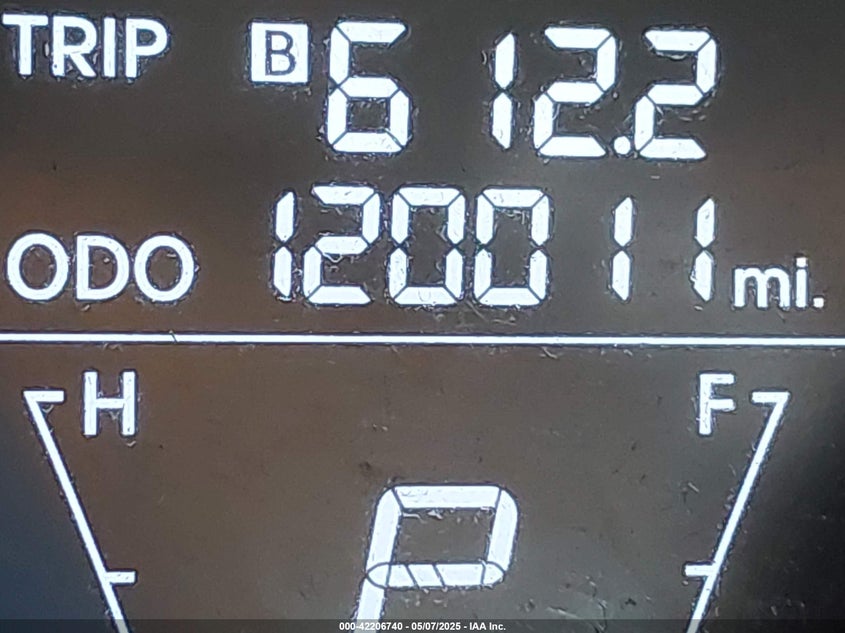 TRIP B 612.2
ODO 120011 mi.
H F
P
000-42206740 - 05/07/2025 - IAA Inc.